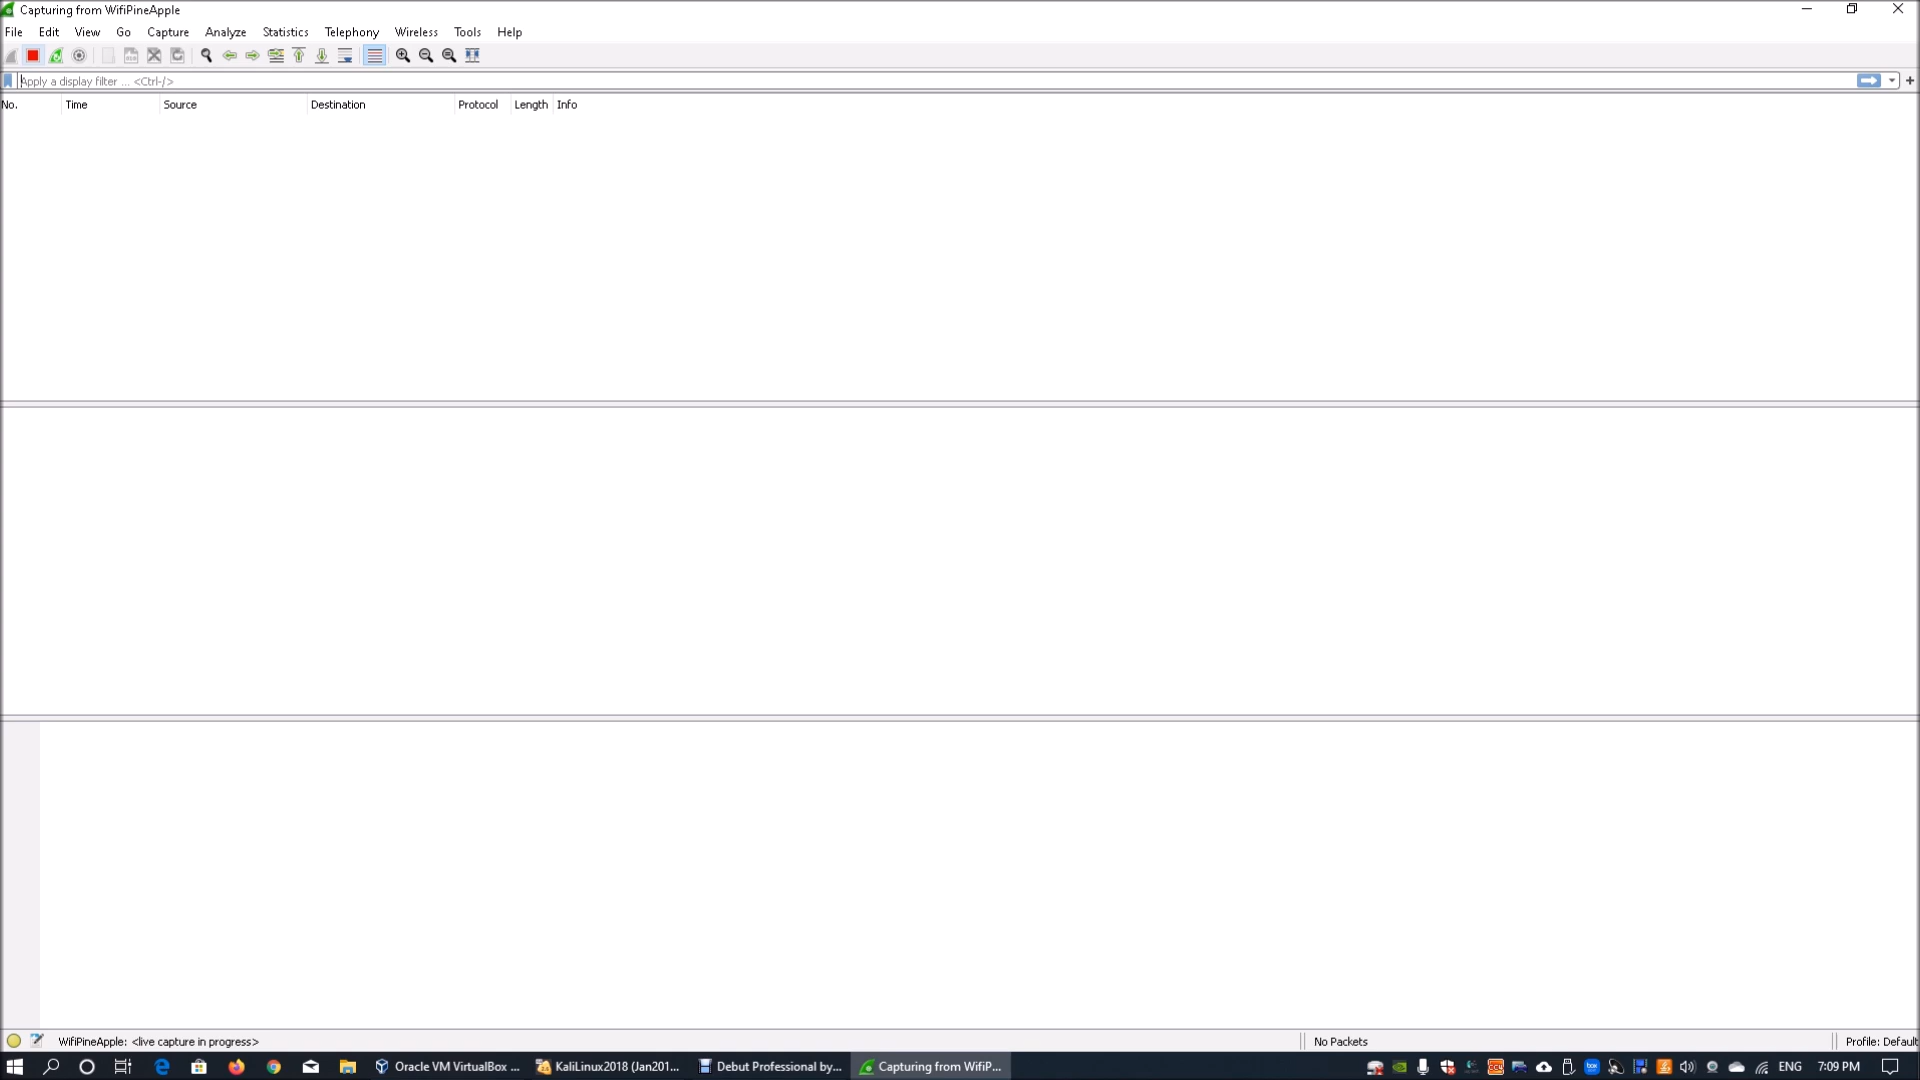 Capturing from WifiPineApple
File Edit View Go Capture Analyze Statistics Telephony Wireless Tools Help
Apply a display filter ... <Ctrl-/>
No. Time Source Destination Protocol Length Info
WifiPineApple: <live capture in progress> No Packets Profile: Default
Oracle VM VirtualBox ... KaliLinux2018 (Jan201... Debut Professional by... Capturing from WifiP... ENG 7:09 PM